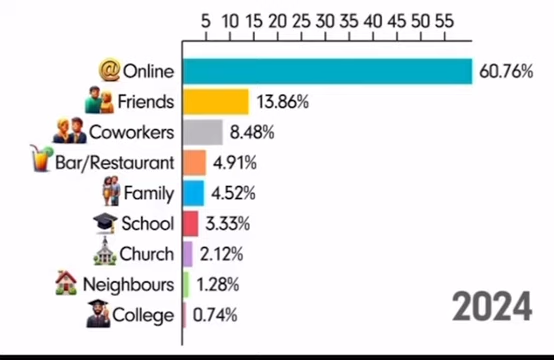 5 10 15 20 25 30 35 40 45 50 55
@ Online 60.76%
Friends 13.86%
Coworkers 8.48%
Bar/Restaurant 4.91%
Family 4.52%
School 3.33%
Church 2.12%
Neighbours 1.28%
College 0.74%
2024